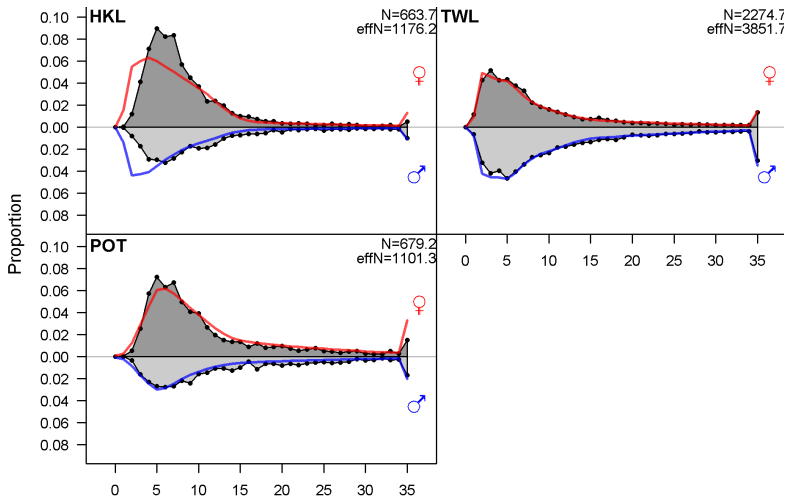 HKL
N=663.7
effN=1176.2
TWL
N=2274.7
effN=3851.7
0.10
0.08
0.06
0.04
0.02
0.00
0.02
0.04
0.06
0.08
♀
♂
♀
♂
0 5 10 15 20 25 30 35
Proportion
POT
N=679.2
effN=1101.3
0.10
0.08
0.06
0.04
0.02
0.00
0.02
0.04
0.06
0.08
♀
♂
0 5 10 15 20 25 30 35